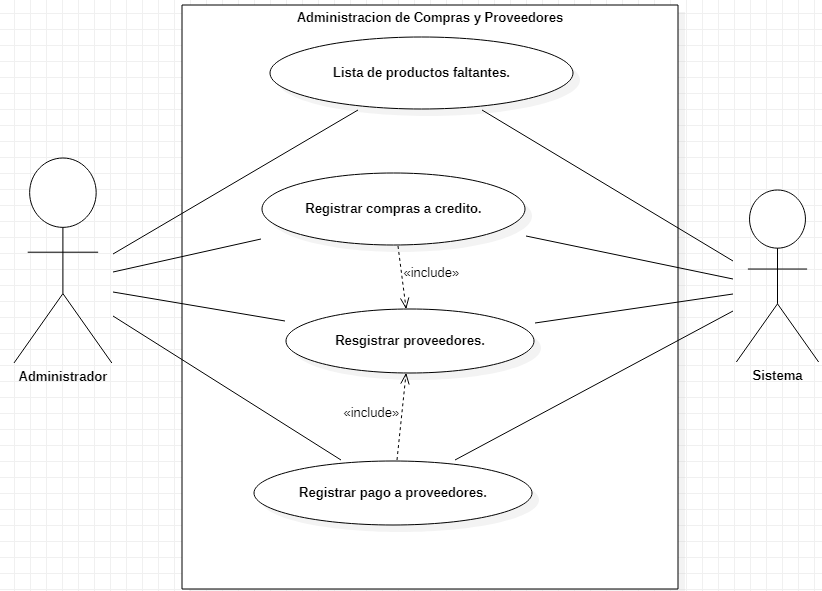 Administracion de Compras y Proveedores
Lista de productos faltantes.
Registrar compras a credito.
«include»
Resgistrar proveedores.
Administrador
Sistema
«include»
Registrar pago a proveedores.